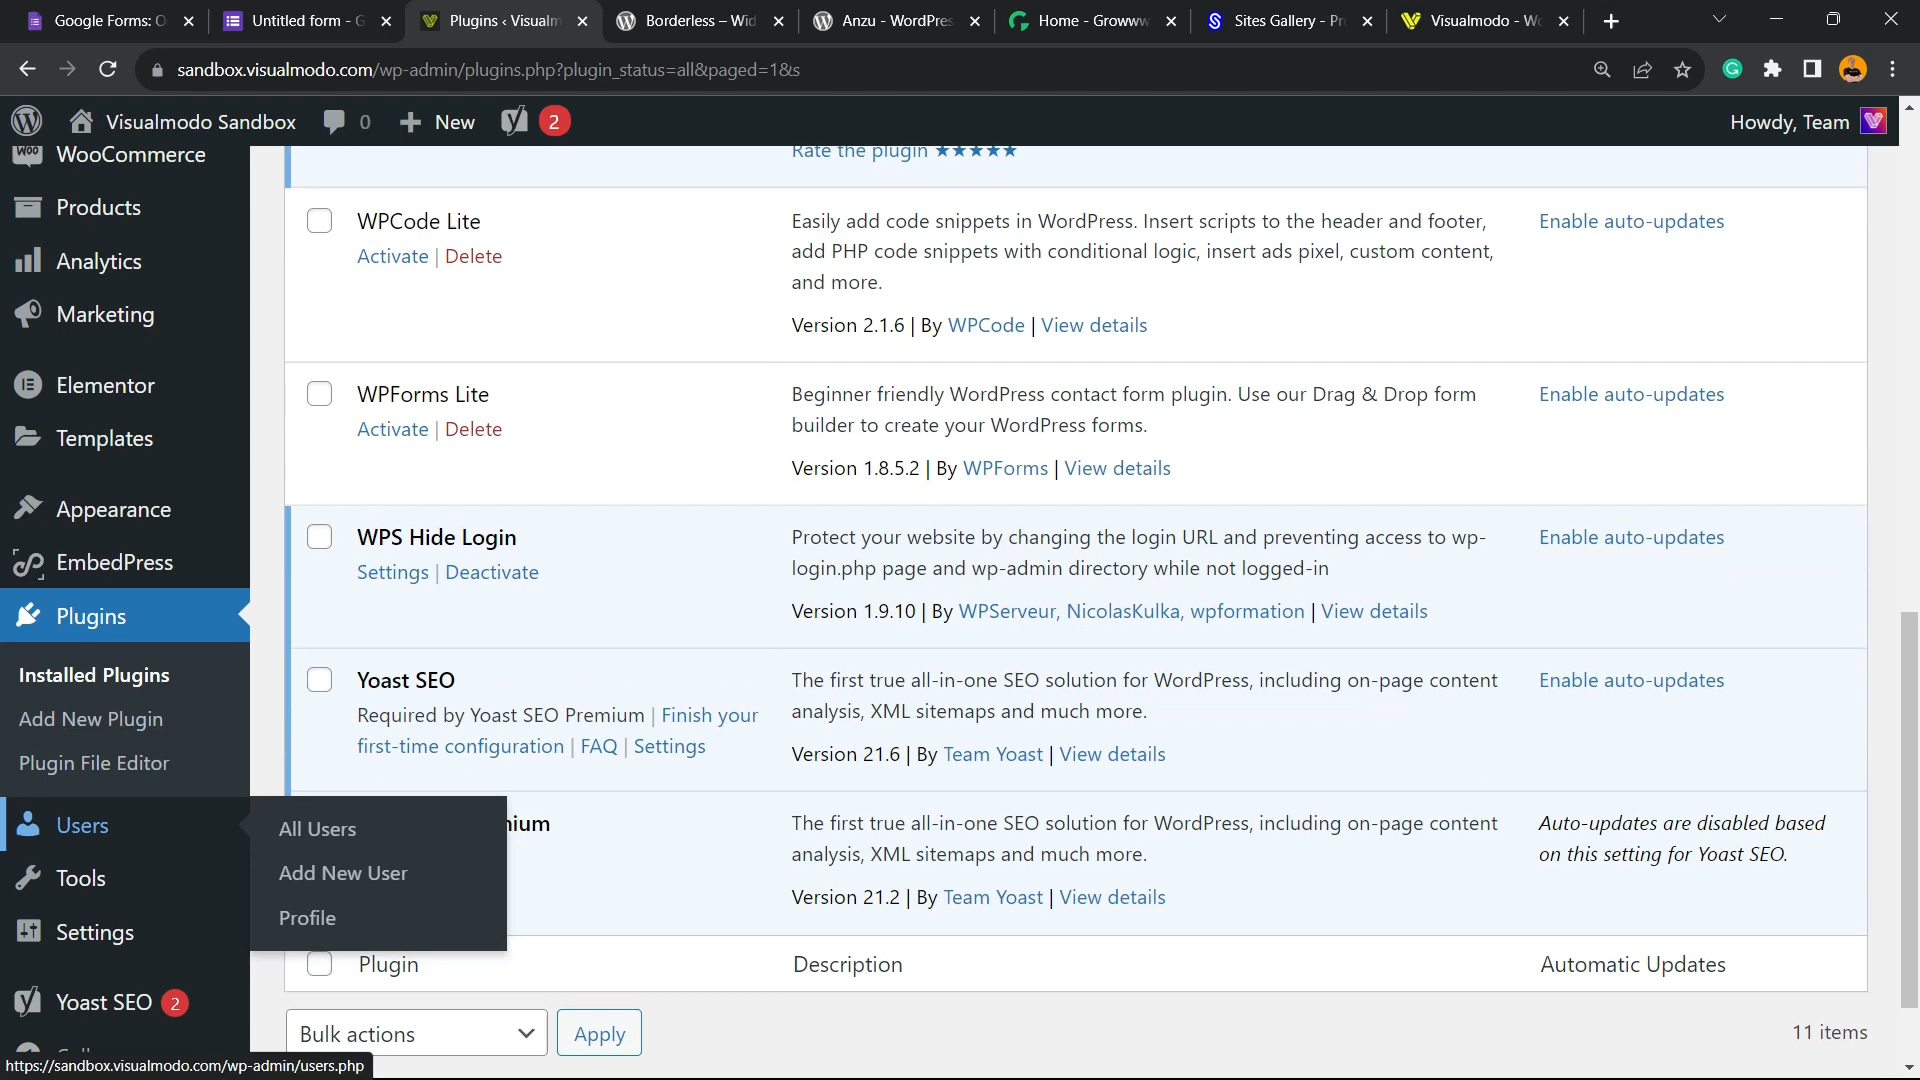 Google Forms: O
Untitled form - G
Plugins ‹ Visualm
Borderless – Wid
Anzu - WordPres
Home - Growww
Sites Gallery - Pr
Visualmodo - Wo
sandbox.visualmodo.com/wp-admin/plugins.php?plugin_status=all&paged=1&s
Visualmodo Sandbox
0
New
2
Howdy, Team
WooCommerce
Products
Analytics
Marketing
Elementor
Templates
Appearance
EmbedPress
Plugins
Installed Plugins
Add New Plugin
Plugin File Editor
Users
Tools
Settings
Yoast SEO 2
All Users
Add New User
Profile
https://sandbox.visualmodo.com/wp-admin/users.php
Rate the plugin ★★★★★
WPCode Lite
Activate | Delete
Easily add code snippets in WordPress. Insert scripts to the header and footer,
add PHP code snippets with conditional logic, insert ads pixel, custom content,
and more.
Version 2.1.6 | By WPCode | View details
Enable auto-updates
WPForms Lite
Activate | Delete
Beginner friendly WordPress contact form plugin. Use our Drag & Drop form
builder to create your WordPress forms.
Version 1.8.5.2 | By WPForms | View details
Enable auto-updates
WPS Hide Login
Settings | Deactivate
Protect your website by changing the login URL and preventing access to wp-
login.php page and wp-admin directory while not logged-in
Version 1.9.10 | By WPServeur, NicolasKulka, wpformation | View details
Enable auto-updates
Yoast SEO
Required by Yoast SEO Premium | Finish your
first-time configuration | FAQ | Settings
The first true all-in-one SEO solution for WordPress, including on-page content
analysis, XML sitemaps and much more.
Version 21.6 | By Team Yoast | View details
Enable auto-updates
nium
The first true all-in-one SEO solution for WordPress, including on-page content
analysis, XML sitemaps and much more.
Version 21.2 | By Team Yoast | View details
Auto-updates are disabled based
on this setting for Yoast SEO.
Plugin
Description
Automatic Updates
Bulk actions
Apply
11 items